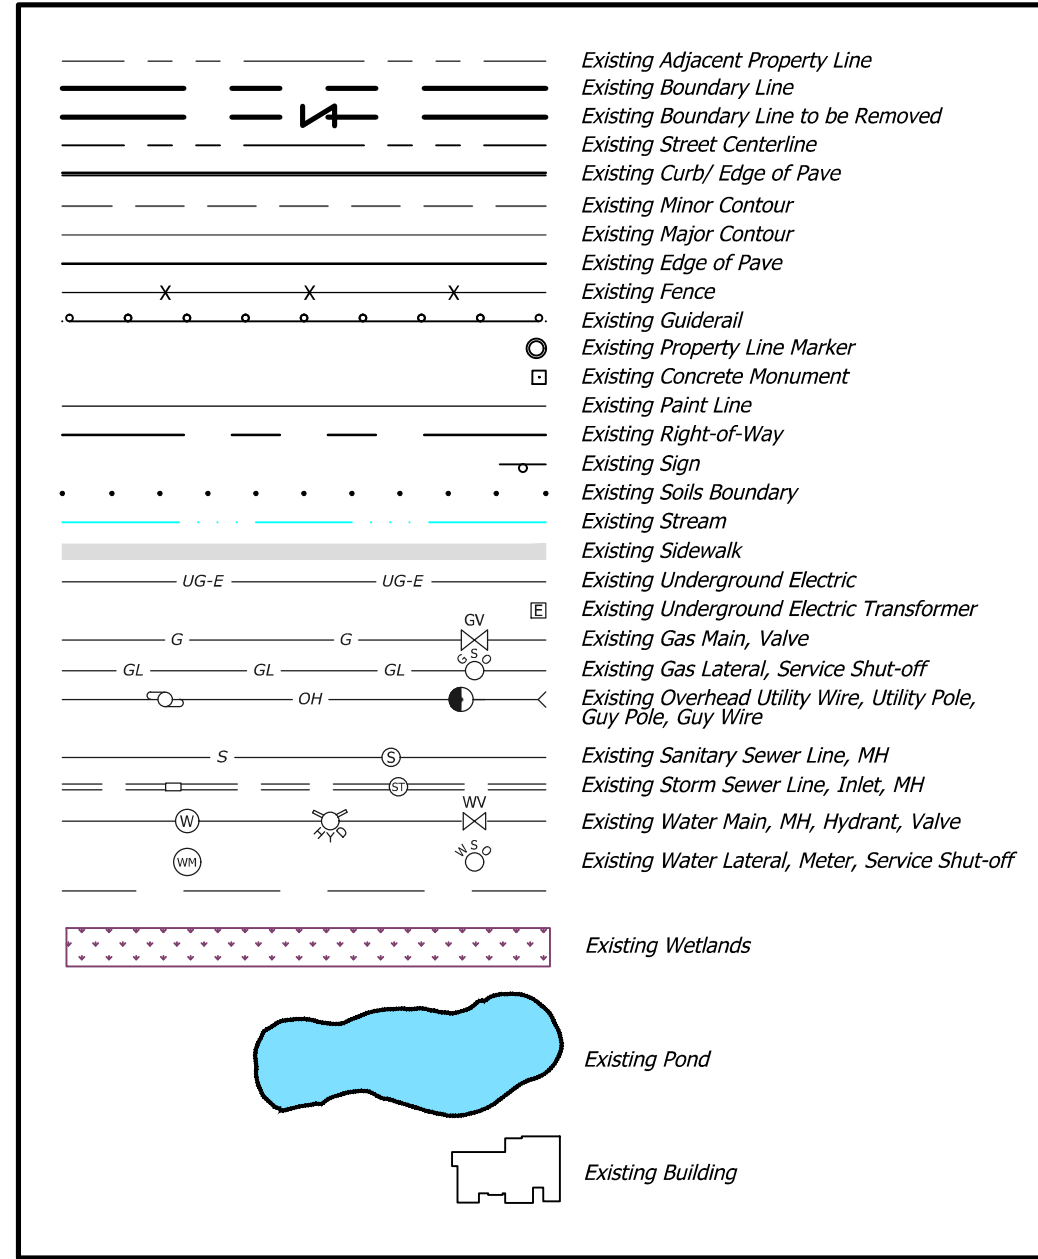 Existing Adjacent Property Line
Existing Boundary Line
Existing Boundary Line to be Removed
Existing Street Centerline
Existing Curb/ Edge of Pave
Existing Minor Contour
Existing Major Contour
Existing Edge of Pave
X X X Existing Fence
Existing Guiderail
Existing Property Line Marker
Existing Concrete Monument
Existing Paint Line
Existing Right-of-Way
Existing Sign
Existing Soils Boundary
Existing Stream
Existing Sidewalk
UG-E UG-E Existing Underground Electric
E Existing Underground Electric Transformer
GV
G G Existing Gas Main, Valve
GSO
GL GL GL Existing Gas Lateral, Service Shut-off
OH Existing Overhead Utility Wire, Utility Pole,
Guy Pole, Guy Wire
S S Existing Sanitary Sewer Line, MH
ST Existing Storm Sewer Line, Inlet, MH
WV
W HYD Existing Water Main, MH, Hydrant, Valve
WSO
WM Existing Water Lateral, Meter, Service Shut-off
Existing Wetlands
Existing Pond
Existing Building